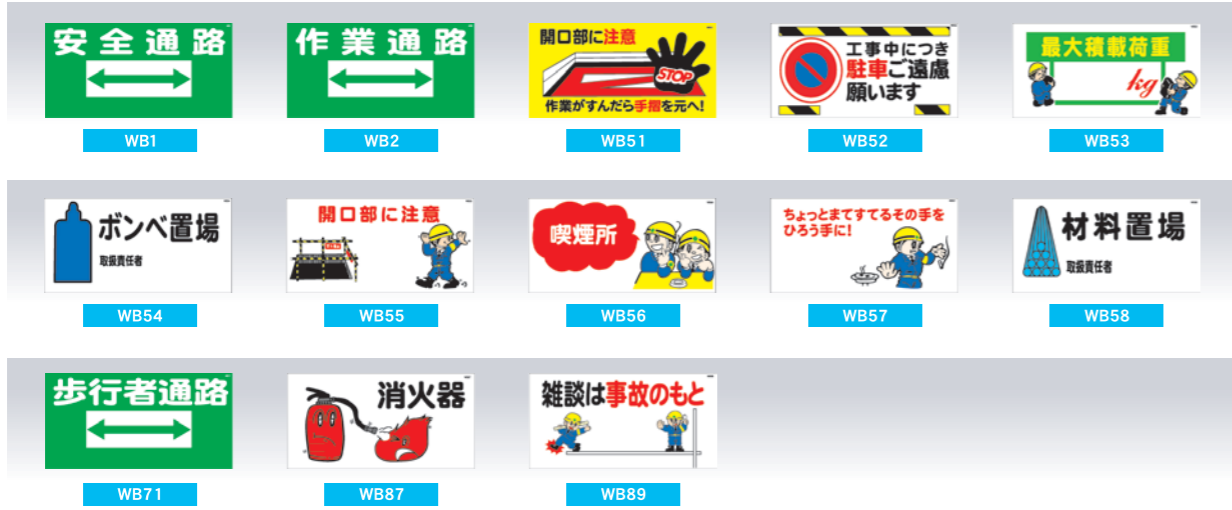 安全通路
WB1
作業通路
WB2
開口部に注意
STOP
作業がすんだら手摺を元へ!
WB51
工事中につき
駐車ご遠慮
願います
WB52
最大積載荷重
kg
WB53
ボンベ置場
取扱責任者
WB54
開口部に注意
WB55
喫煙所
WB56
ちょっとまてすてるその手を
ひろう手に!
WB57
材料置場
取扱責任者
WB58
歩行者通路
WB71
消火器
WB87
雑談は事故のもと
WB89